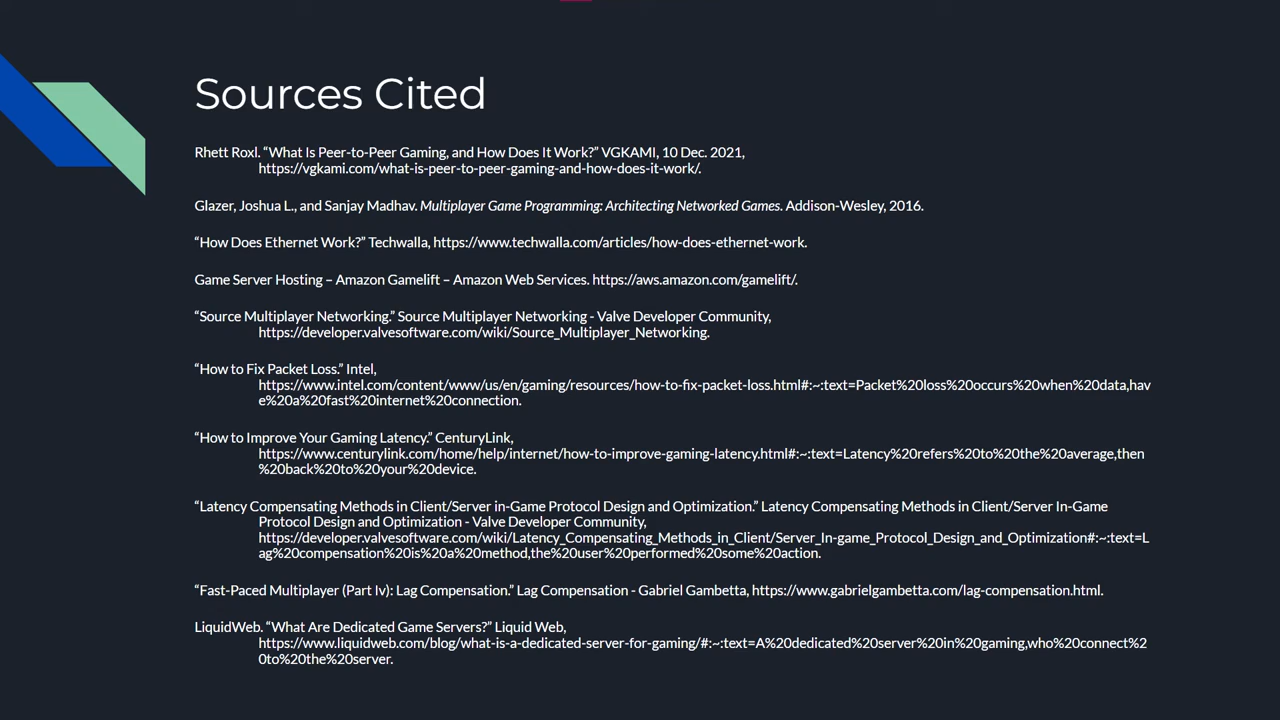 Sources Cited
Rhett Roxl. “What Is Peer-to-Peer Gaming, and How Does It Work?” VGKAMI, 10 Dec. 2021,
https://vgkami.com/what-is-peer-to-peer-gaming-and-how-does-it-work/.
Glazer, Joshua L., and Sanjay Madhav. Multiplayer Game Programming: Architecting Networked Games. Addison-Wesley, 2016.
“How Does Ethernet Work?” Techwalla, https://www.techwalla.com/articles/how-does-ethernet-work.
Game Server Hosting – Amazon Gamelift – Amazon Web Services. https://aws.amazon.com/gamelift/.
“Source Multiplayer Networking.” Source Multiplayer Networking - Valve Developer Community,
https://developer.valvesoftware.com/wiki/Source_Multiplayer_Networking.
“How to Fix Packet Loss.” Intel,
https://www.intel.com/content/www/us/en/gaming/resources/how-to-fix-packet-loss.html#:~:text=Packet%20loss%20occurs%20when%20data,hav
e%20a%20fast%20internet%20connection.
“How to Improve Your Gaming Latency.” CenturyLink,
https://www.centurylink.com/home/help/internet/how-to-improve-gaming-latency.html#:~:text=Latency%20refers%20to%20the%20average,then
%20back%20to%20your%20device.
“Latency Compensating Methods in Client/Server in-Game Protocol Design and Optimization.” Latency Compensating Methods in Client/Server In-Game
Protocol Design and Optimization - Valve Developer Community,
https://developer.valvesoftware.com/wiki/Latency_Compensating_Methods_in_Client/Server_In-game_Protocol_Design_and_Optimization#:~:text=L
ag%20compensation%20is%20a%20method,the%20user%20performed%20some%20action.
“Fast-Paced Multiplayer (Part Iv): Lag Compensation.” Lag Compensation - Gabriel Gambetta, https://www.gabrielgambetta.com/lag-compensation.html.
LiquidWeb. “What Are Dedicated Game Servers?” Liquid Web,
https://www.liquidweb.com/blog/what-is-a-dedicated-server-for-gaming/#:~:text=A%20dedicated%20server%20in%20gaming,who%20connect%2
0to%20the%20server.